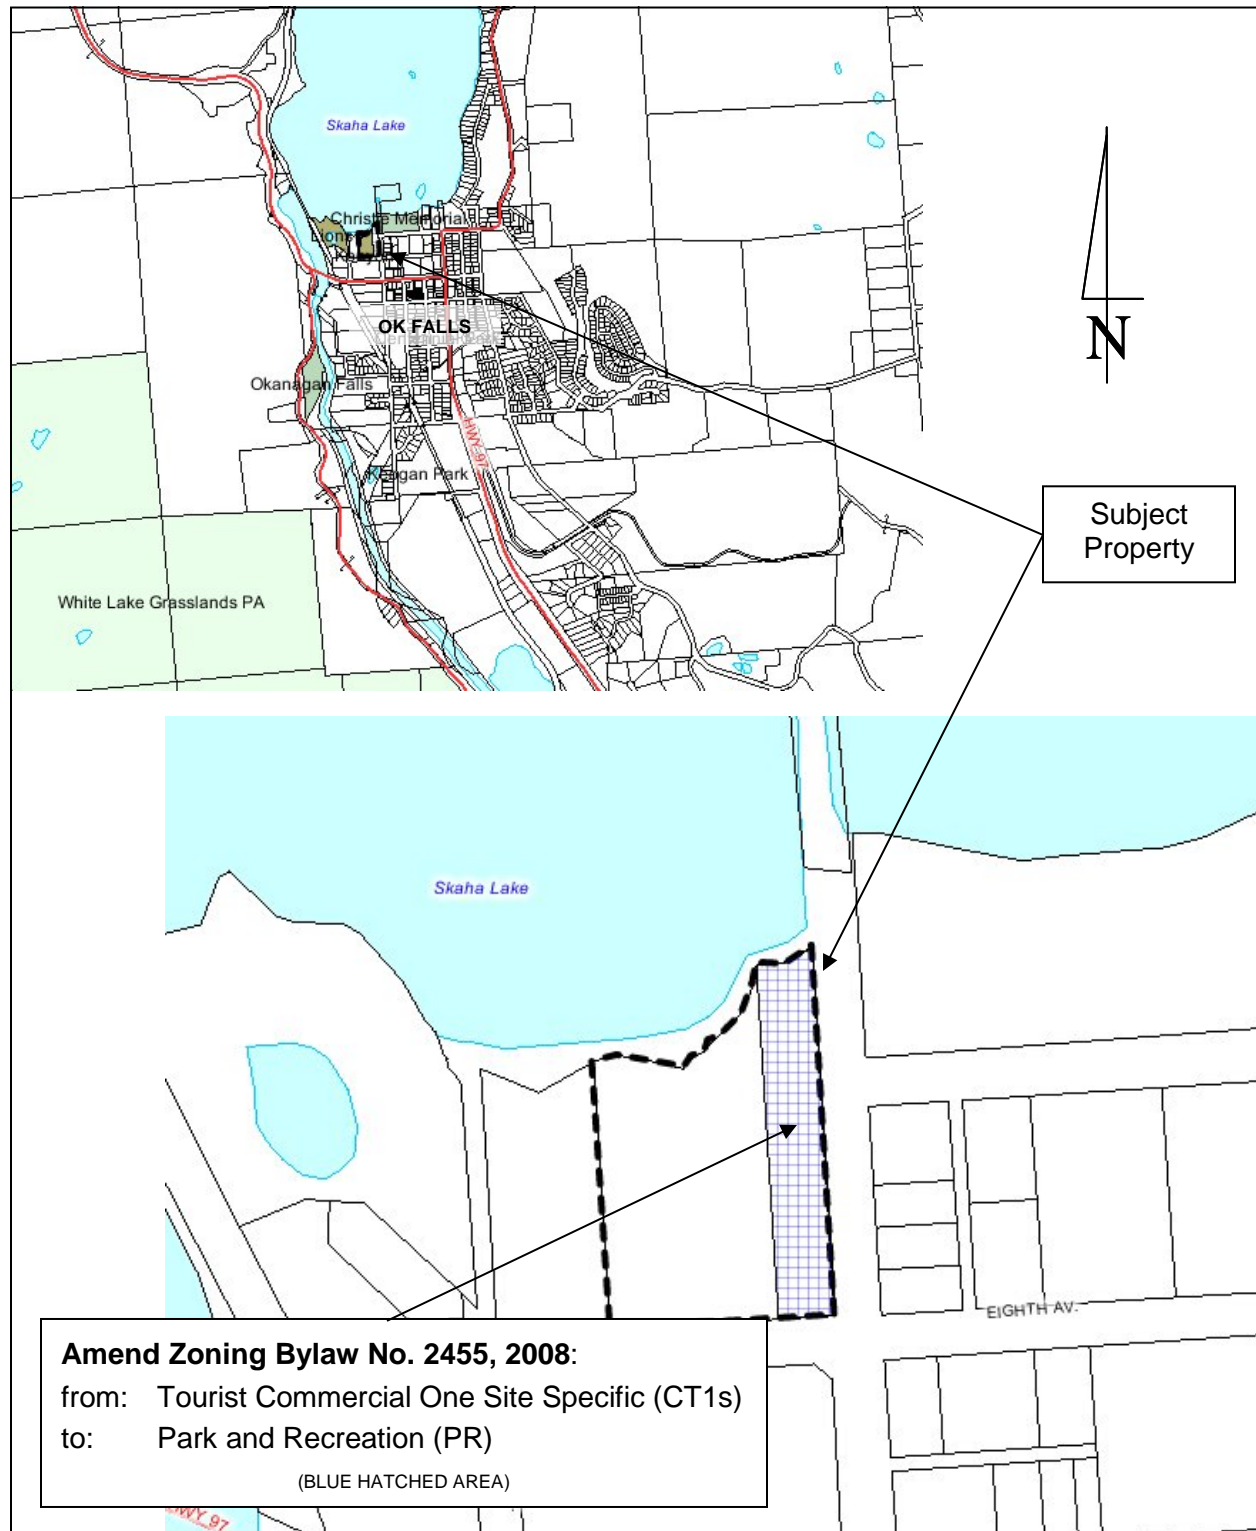 Skaha Lake
Christie Memorial
Lions
OK FALLS
Okanagan Falls
HWY 97
Keogan Park
White Lake Grasslands PA
N
Subject
Property
Skaha Lake
EIGHTH AV.
Amend Zoning Bylaw No. 2455, 2008:
from: Tourist Commercial One Site Specific (CT1s)
to: Park and Recreation (PR)
(BLUE HATCHED AREA)
HWY 97